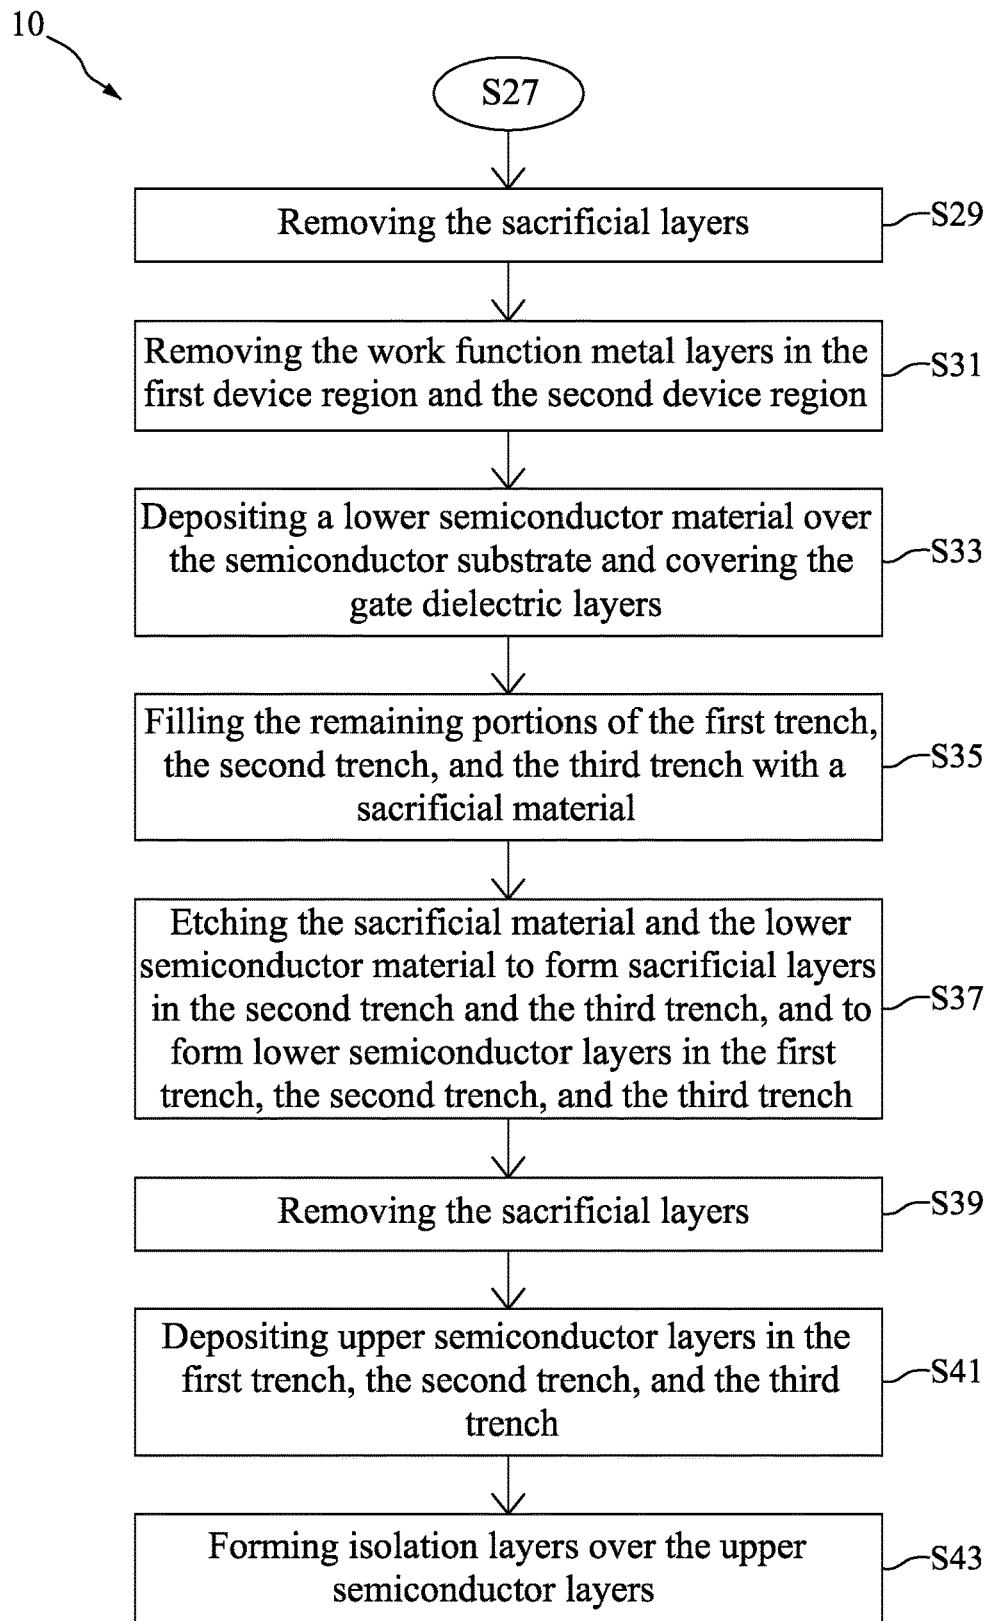 10
S27
Removing the sacrificial layers
S29
Removing the work function metal layers in the
first device region and the second device region
S31
Depositing a lower semiconductor material over
the semiconductor substrate and covering the
gate dielectric layers
S33
Filling the remaining portions of the first trench,
the second trench, and the third trench with a
sacrificial material
S35
Etching the sacrificial material and the lower
semiconductor material to form sacrificial layers
in the second trench and the third trench, and to
form lower semiconductor layers in the first
trench, the second trench, and the third trench
S37
Removing the sacrificial layers
S39
Depositing upper semiconductor layers in the
first trench, the second trench, and the third
trench
S41
Forming isolation layers over the upper
semiconductor layers
S43